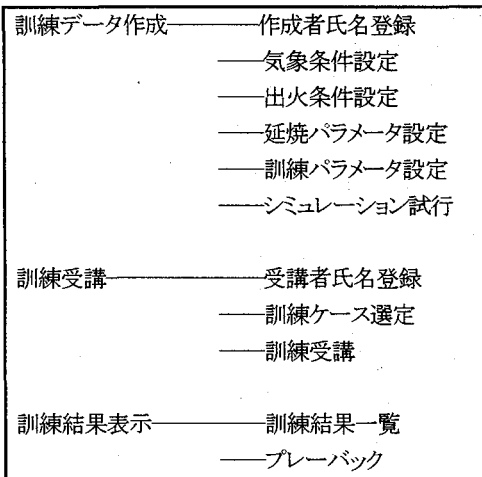 訓練データ作成―――作成者氏名登録
――気象条件設定
――出火条件設定
――延焼パラメータ設定
――訓練パラメータ設定
――シミュレーション試行
訓練受講―――――受講者氏名登録
――訓練ケース選定
――訓練受講
訓練結果表示――――訓練結果一覧
――プレーバック